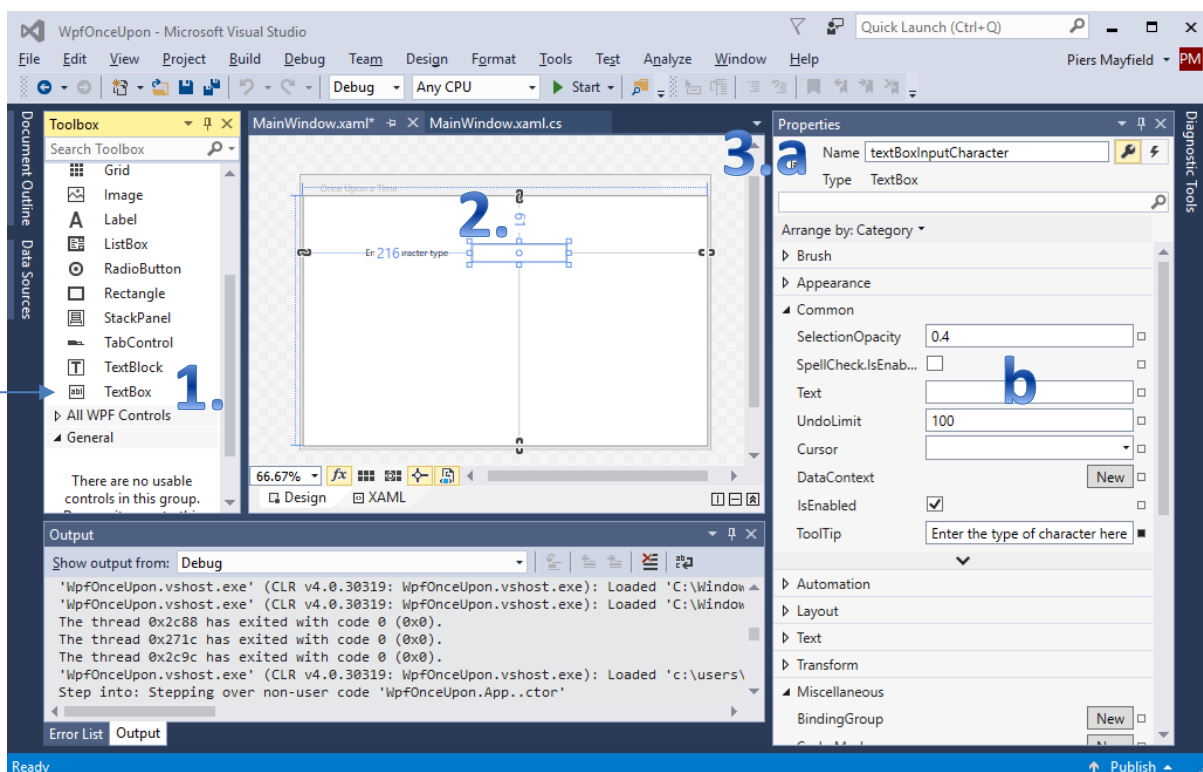 WpfOnceUpon - Microsoft Visual Studio
Quick Launch (Ctrl+Q)
File Edit View Project Build Debug Team Design Format Tools Test Analyze Window Help
Piers Mayfield PM
Debug Any CPU Start
Document Outline
Data Sources
Toolbox
Search Toolbox
Grid
Image
Label
ListBox
RadioButton
Rectangle
StackPanel
TabControl
TextBlock
TextBox
1.
All WPF Controls
General
There are no usable
controls in this group.
MainWindow.xaml* MainWindow.xaml.cs
Once Upon a Time
2.
61
216
type
66.67% fx
Design XAML
Output
Show output from: Debug
'WpfOnceUpon.vshost.exe' (CLR v4.0.30319: WpfOnceUpon.vshost.exe): Loaded 'C:\Window
'WpfOnceUpon.vshost.exe' (CLR v4.0.30319: WpfOnceUpon.vshost.exe): Loaded 'C:\Window
The thread 0x2c88 has exited with code 0 (0x0).
The thread 0x271c has exited with code 0 (0x0).
The thread 0x2c9c has exited with code 0 (0x0).
'WpfOnceUpon.vshost.exe' (CLR v4.0.30319: WpfOnceUpon.vshost.exe): Loaded 'c:\users\
Step into: Stepping over non-user code 'WpfOnceUpon.App..ctor'
Error List Output
Properties
3.a
Name textBoxInputCharacter
Type TextBox
Arrange by: Category
Brush
Appearance
Common
SelectionOpacity 0.4
SpellCheck.IsEnab...
b
Text
UndoLimit 100
Cursor
DataContext New
IsEnabled
ToolTip Enter the type of character here
Automation
Layout
Text
Transform
Miscellaneous
BindingGroup New
Diagnostic Tools
Ready
Publish